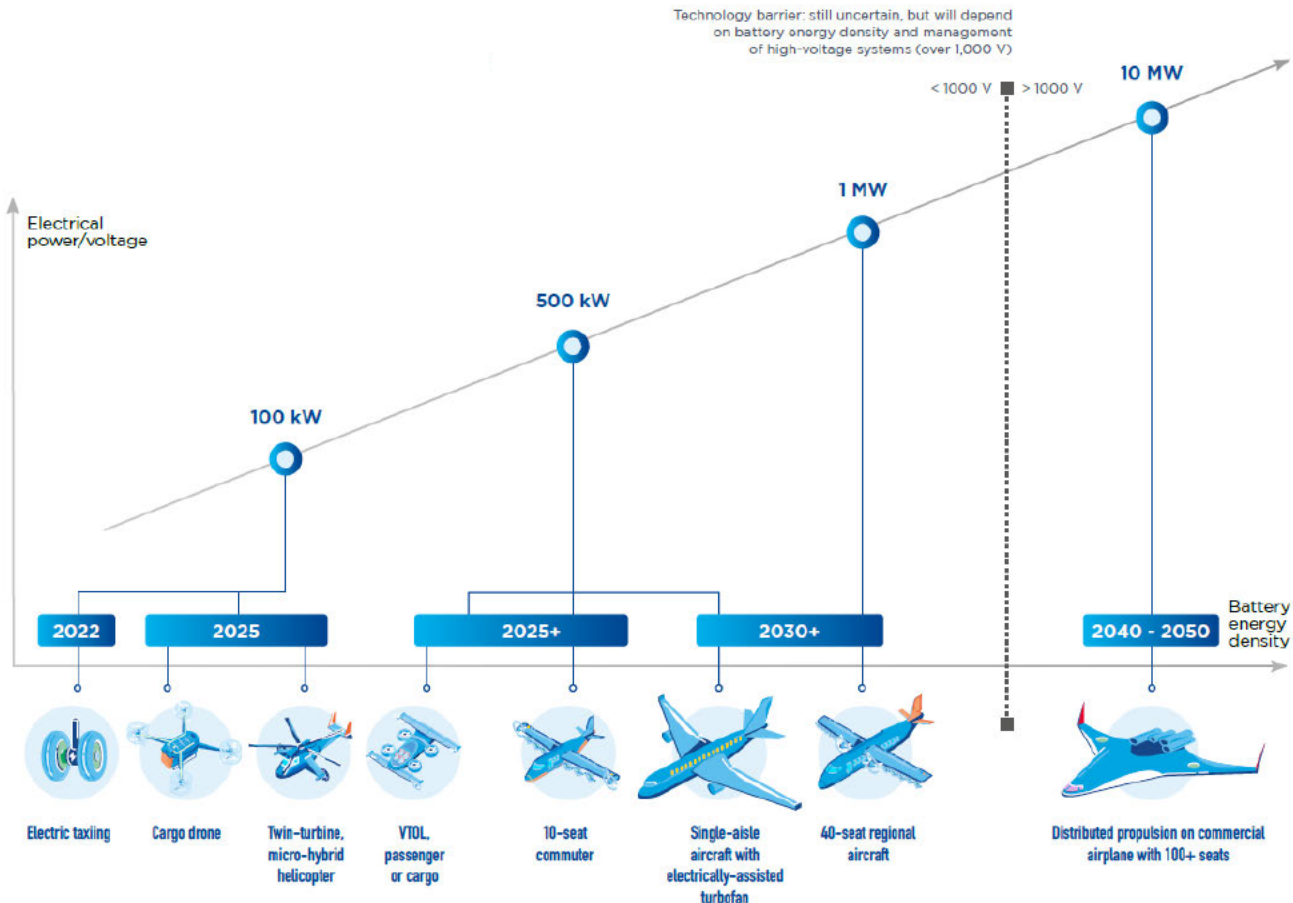 Technology barrier: still uncertain, but will depend
on battery energy density and management
of high-voltage systems (over 1,000 V)
< 1000 V > 1000 V
10 MW
1 MW
Electrical
power/voltage
500 kW
100 kW
2022
2025
2025+
2030+
2040 - 2050
Battery
energy
density
Electric taxiing
Cargo drone
Twin-turbine,
micro-hybrid
helicopter
VTOL,
passenger
or cargo
10-seat
commuter
Single-aisle
aircraft with
electrically-assisted
turbofan
40-seat regional
aircraft
Distributed propulsion on commercial
airplane with 100+ seats